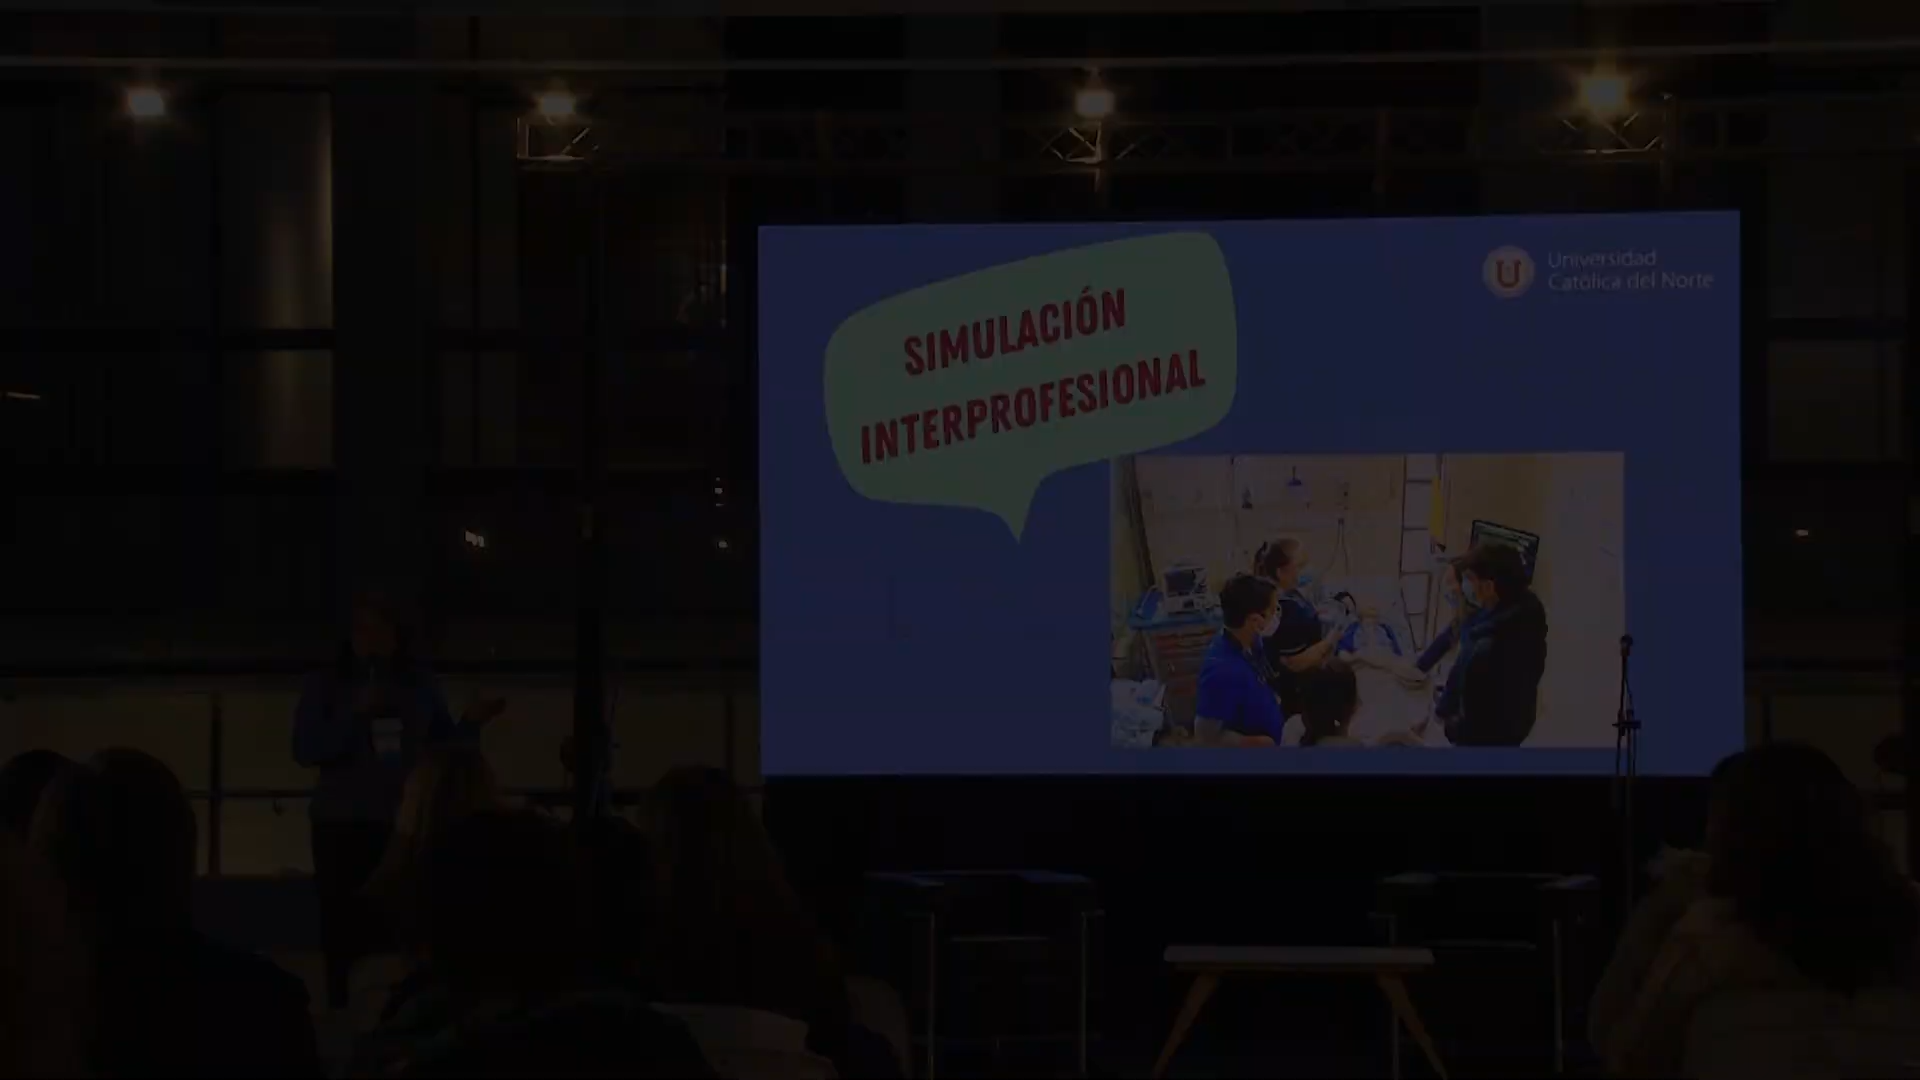 SIMULACIÓN
INTERPROFESIONAL
Universidad
Católica del Norte